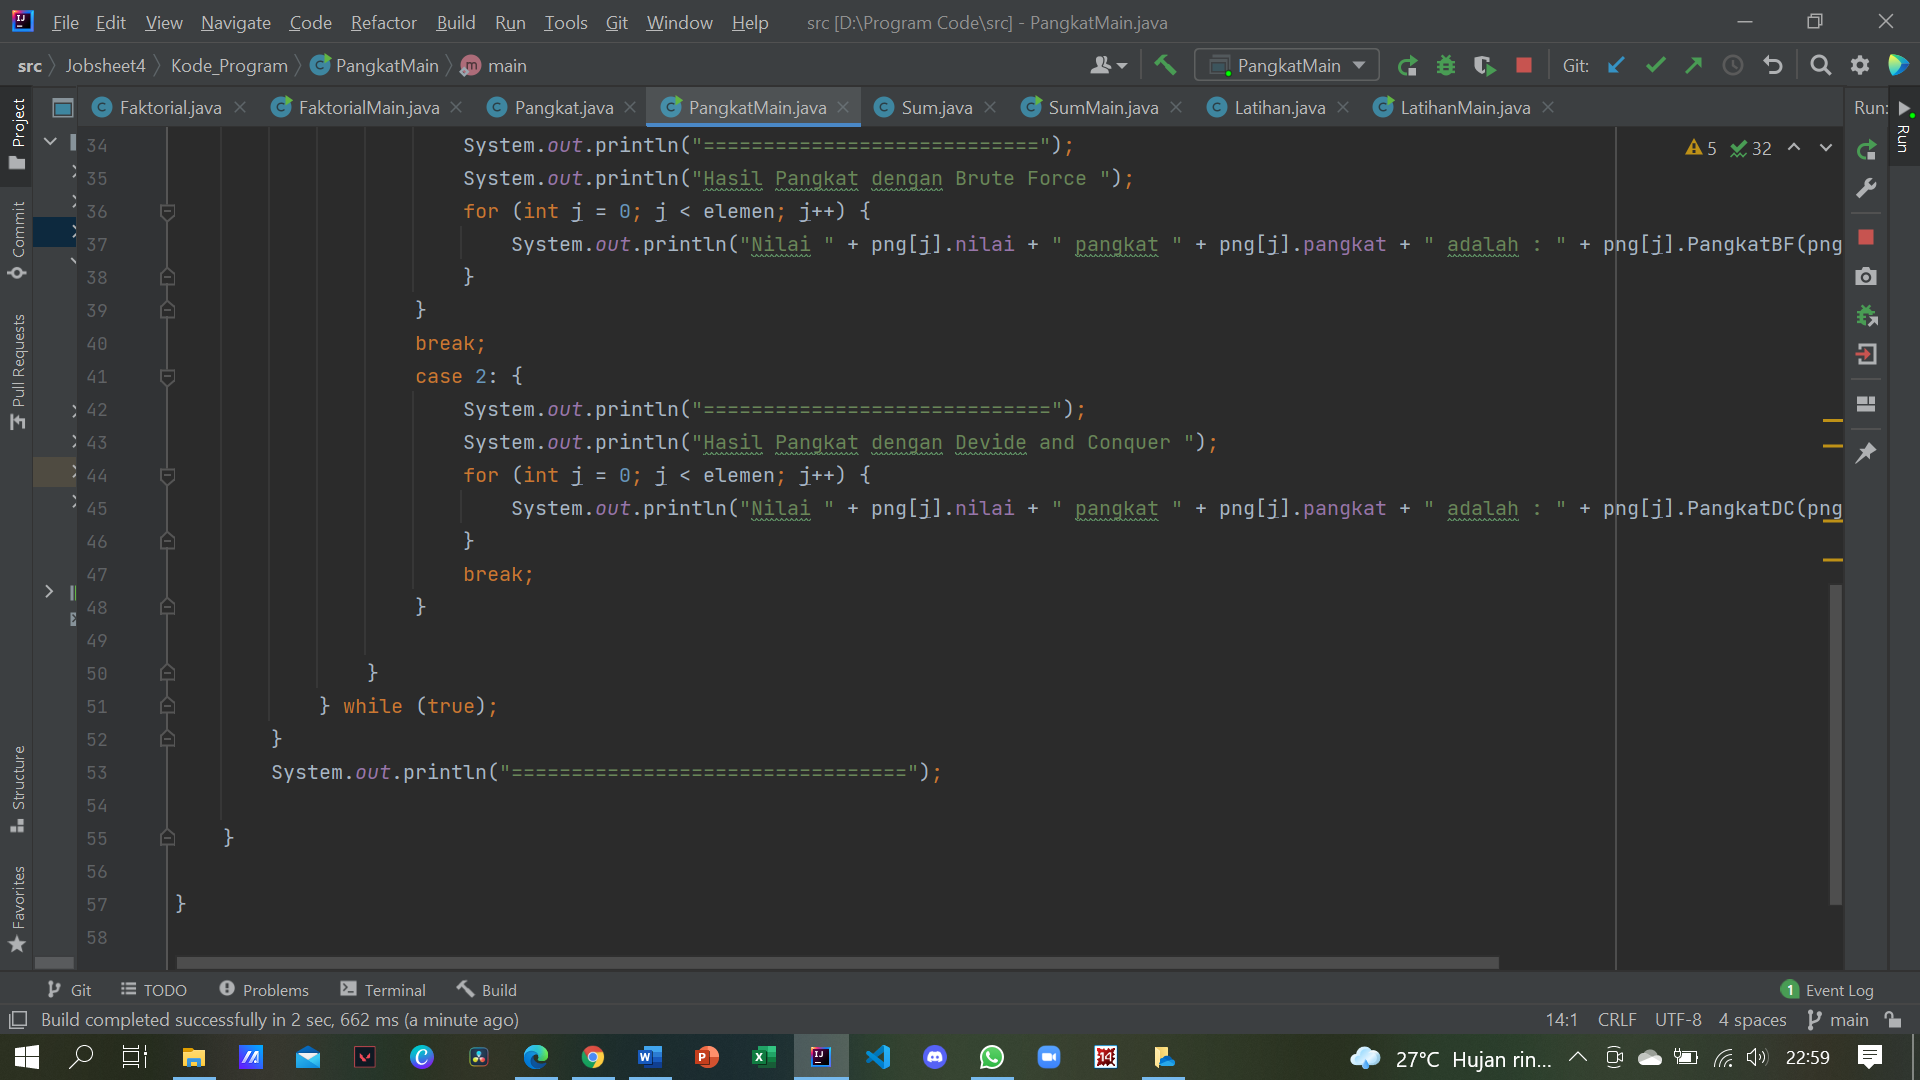 File Edit View Navigate Code Refactor Build Run Tools Git Window Help src [D:\Program Code\src] - PangkatMain.java
src Jobsheet4 Kode_Program PangkatMain main PangkatMain Git:
Faktorial.java FaktorialMain.java Pangkat.java PangkatMain.java Sum.java SumMain.java Latihan.java LatihanMain.java Run:
Project
Commit
Pull Requests
Structure
Favorites
Run
5 32
34 System.out.println("============================");
35 System.out.println("Hasil Pangkat dengan Brute Force ");
36 for (int j = 0; j < elemen; j++) {
37 System.out.println("Nilai " + png[j].nilai + " pangkat " + png[j].pangkat + " adalah : " + png[j].PangkatBF(png
38 }
39 }
40 break;
41 case 2: {
42 System.out.println("=============================");
43 System.out.println("Hasil Pangkat dengan Devide and Conquer ");
44 for (int j = 0; j < elemen; j++) {
45 System.out.println("Nilai " + png[j].nilai + " pangkat " + png[j].pangkat + " adalah : " + png[j].PangkatDC(png
46 }
47 break;
48 }
49
50 }
51 } while (true);
52 }
53 System.out.println("=================================");
54
55 }
56
57 }
58
Git TODO Problems Terminal Build 1 Event Log
Build completed successfully in 2 sec, 662 ms (a minute ago) 14:1 CRLF UTF-8 4 spaces main
27°C Hujan rin... 22:59